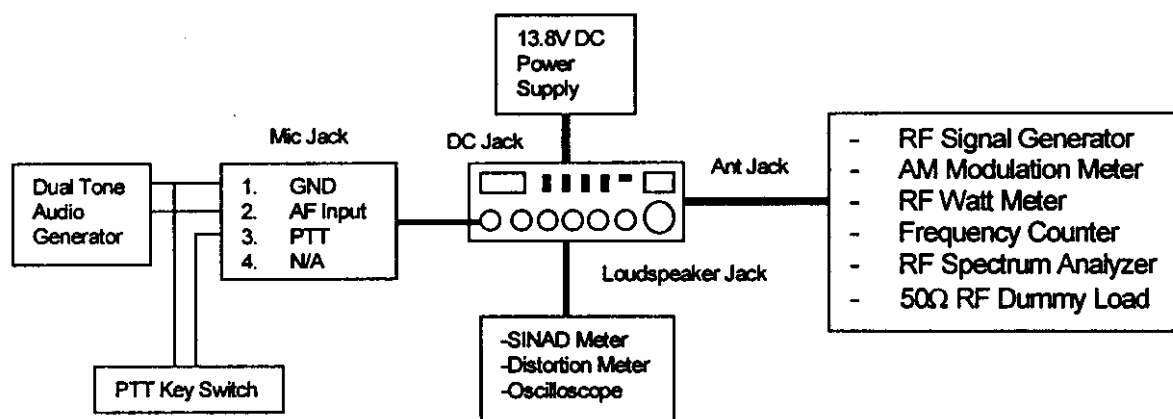 13.8V DC
Power
Supply
Mic Jack
DC Jack
Ant Jack
Dual Tone
Audio
Generator
1. GND
2. AF Input
3. PTT
4. N/A
- RF Signal Generator
- AM Modulation Meter
- RF Watt Meter
- Frequency Counter
- RF Spectrum Analyzer
- 50Ω RF Dummy Load
Loudspeaker Jack
-SINAD Meter
-Distortion Meter
-Oscilloscope
PTT Key Switch